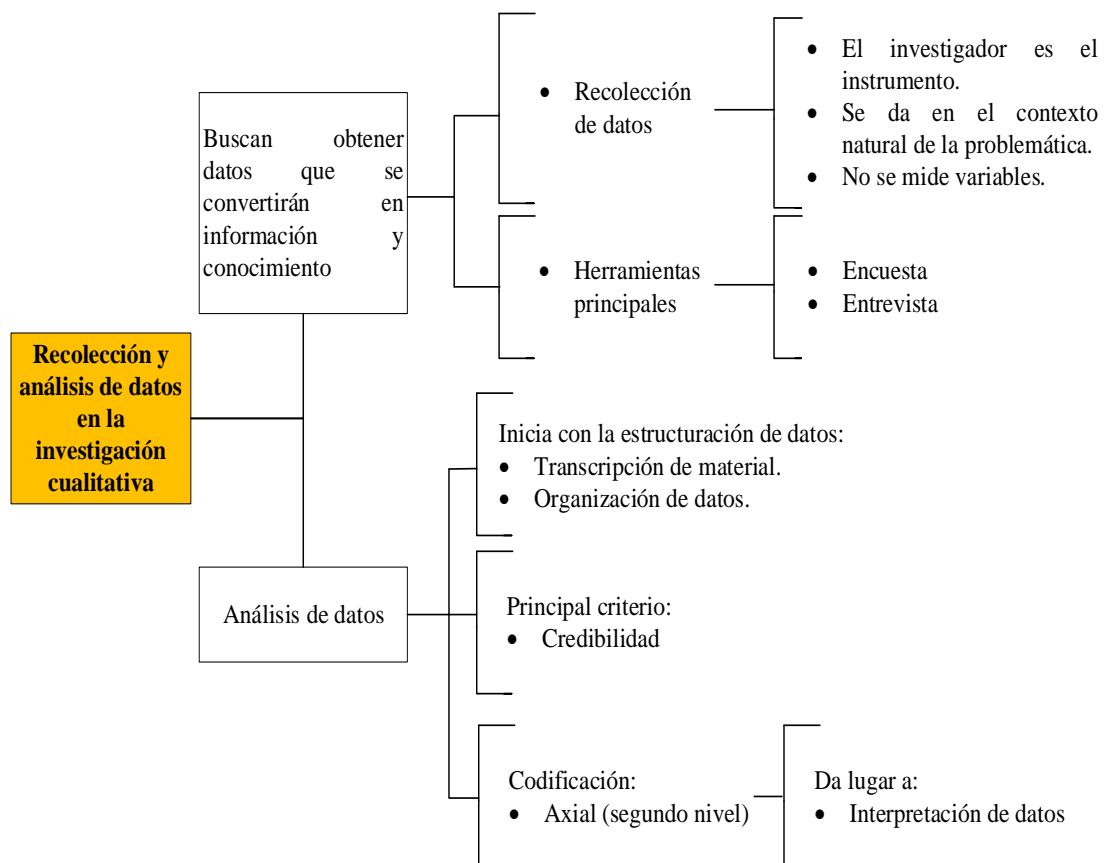 Recolección y
análisis de datos
en la
investigación
cualitativa
Buscan obtener
datos que se
convertirán en
información y
conocimiento
• Recolección
de datos
• El investigador es el
instrumento.
• Se da en el contexto
natural de la problemática.
• No se mide variables.
• Herramientas
principales
• Encuesta
• Entrevista
Análisis de datos
Inicia con la estructuración de datos:
• Transcripción de material.
• Organización de datos.
Principal criterio:
• Credibilidad
Codificación:
• Axial (segundo nivel)
Da lugar a:
• Interpretación de datos